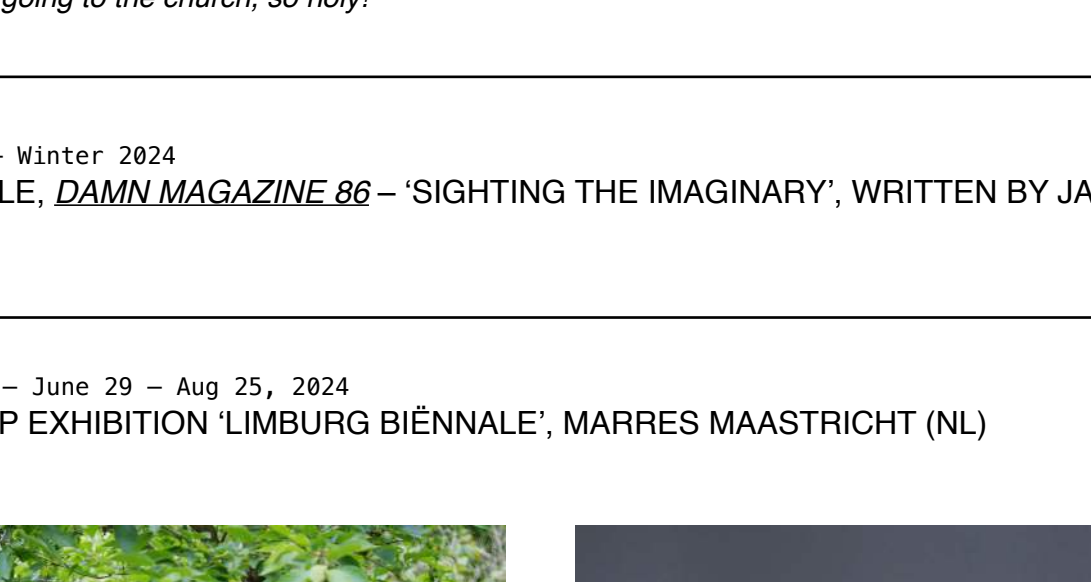 going to the church, so holy!
– Winter 2024
LE, DAMN MAGAZINE 86 – ‘SIGHTING THE IMAGINARY’, WRITTEN BY JA
– June 29 – Aug 25, 2024
P EXHIBITION ‘LIMBURG BIËNNALE’, MARRES MAASTRICHT (NL)